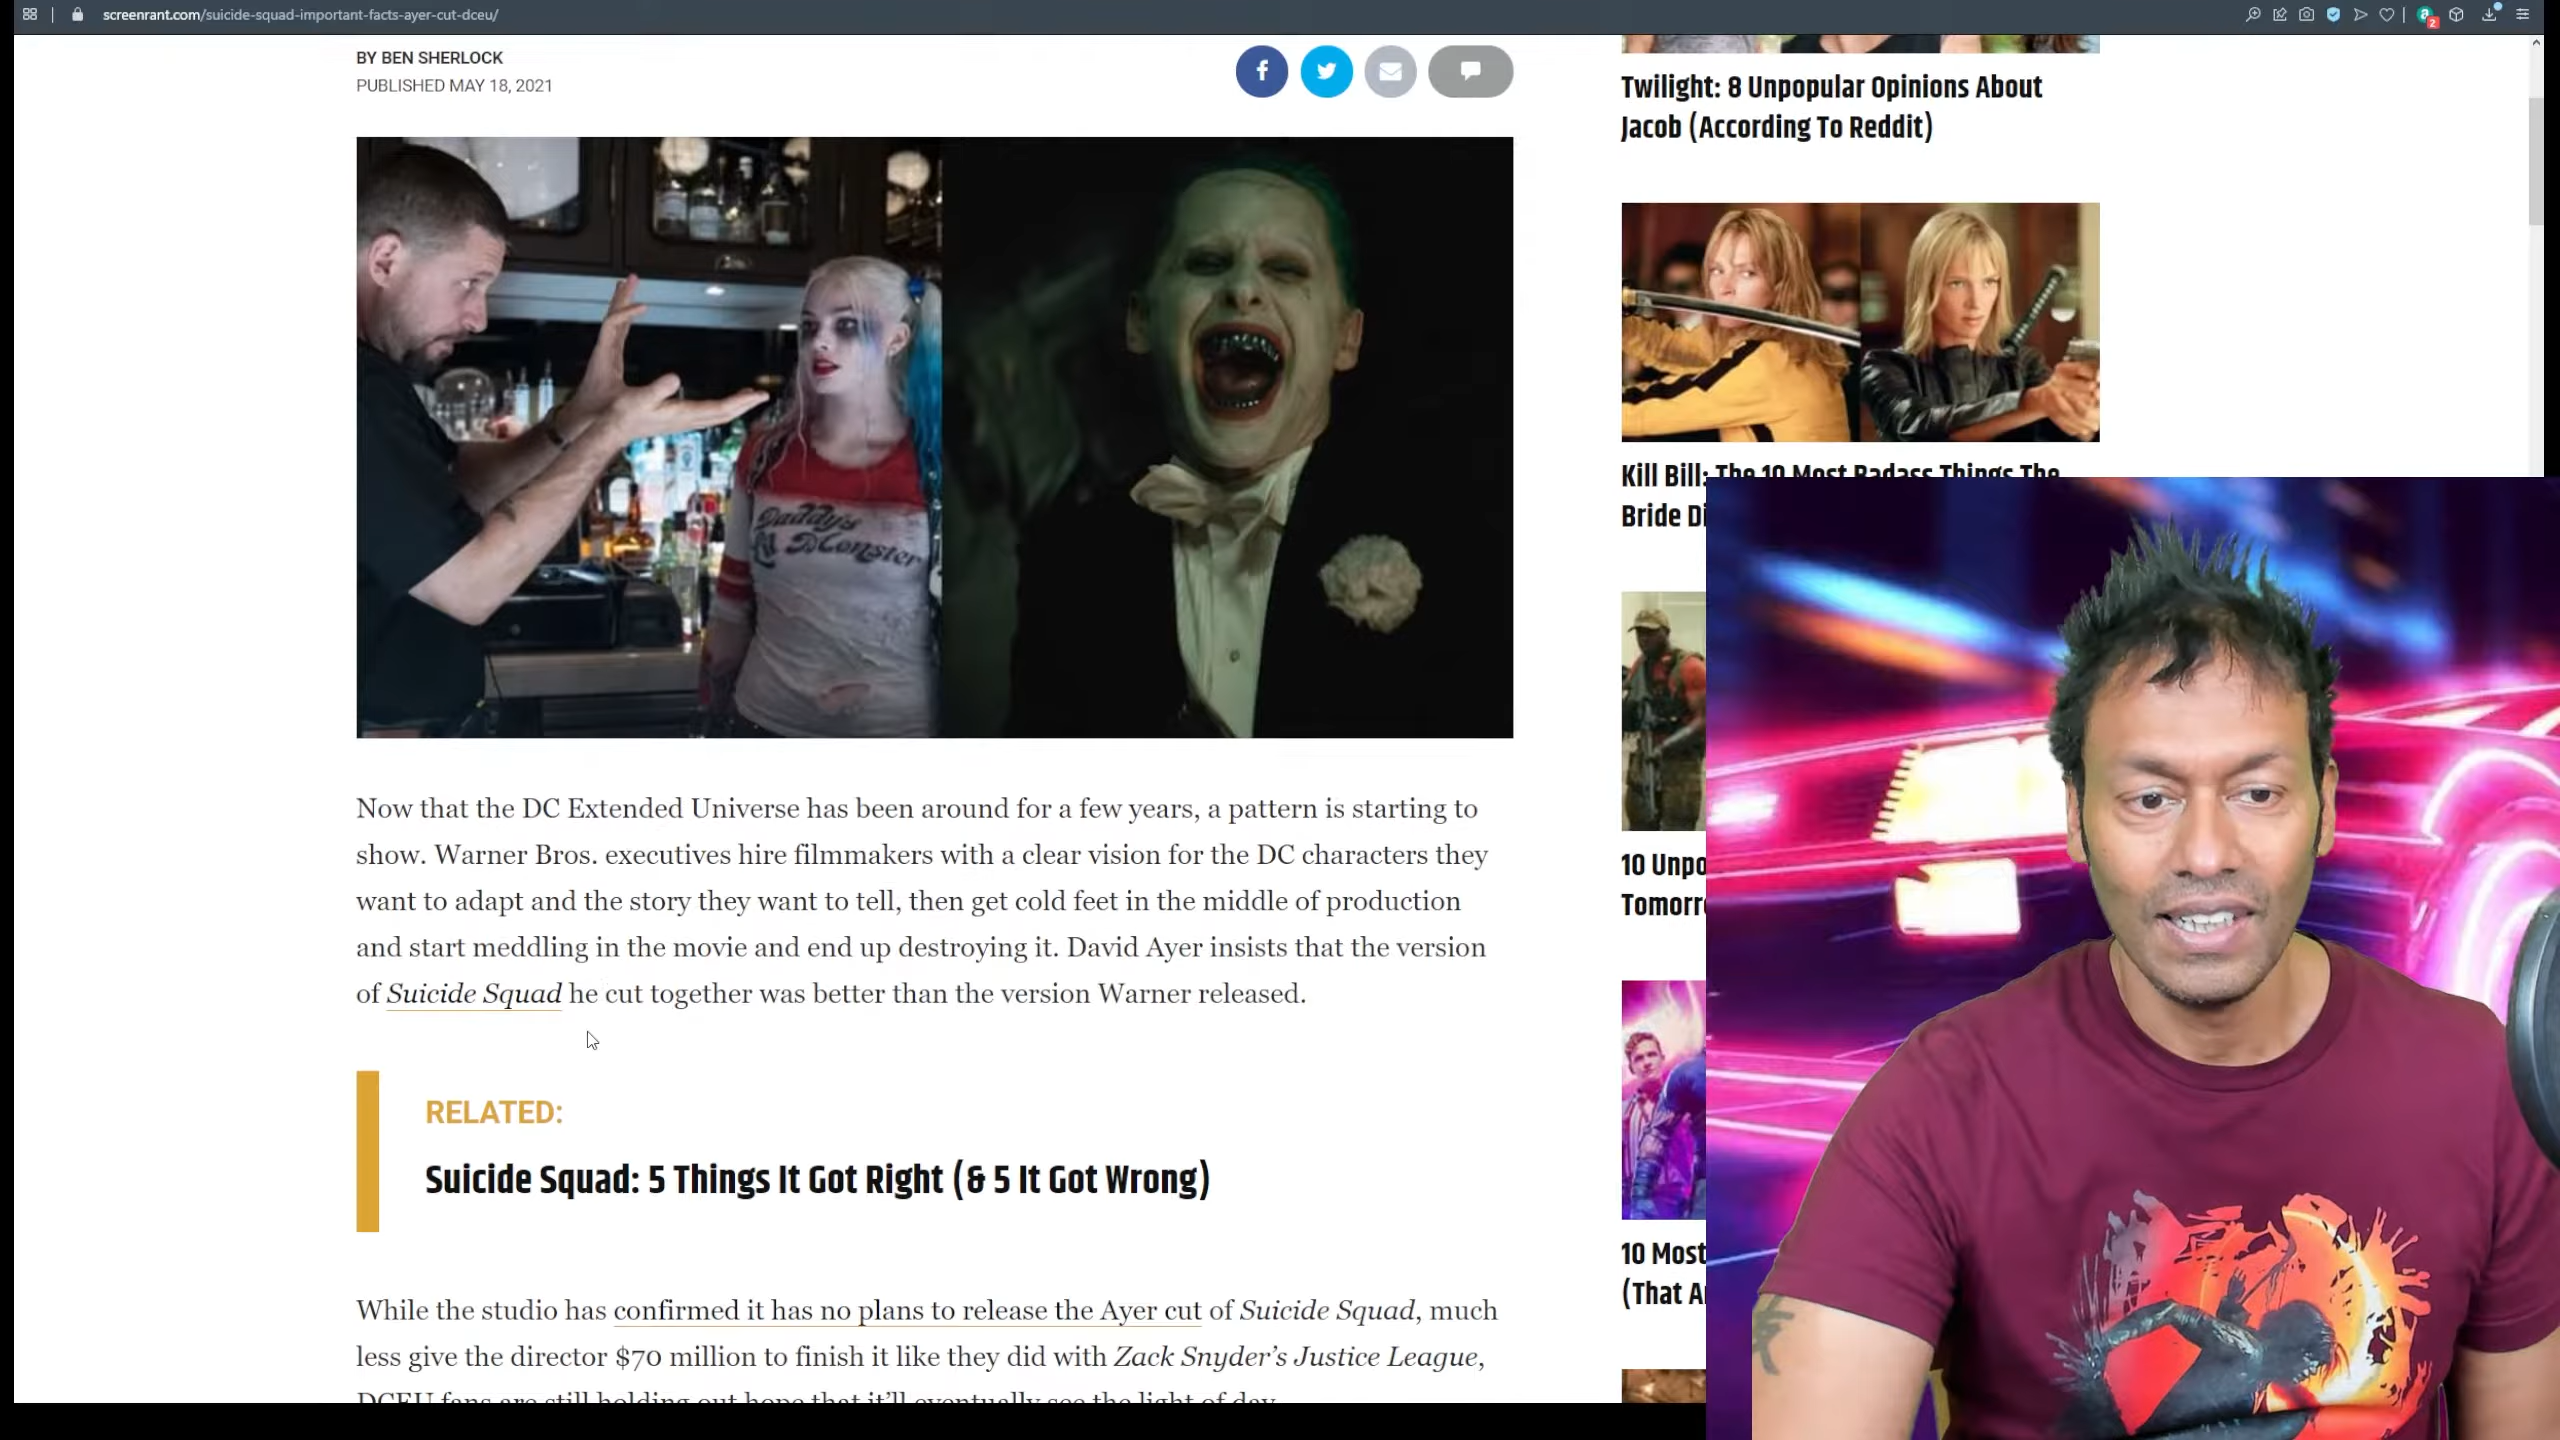 screenrant.com/suicide-squad-important-facts-ayer-cut-dceu/
2
BY BEN SHERLOCK
PUBLISHED MAY 18, 2021
Daddy's
Lil Monster
Now that the DC Extended Universe has been around for a few years, a pattern is starting to
show. Warner Bros. executives hire filmmakers with a clear vision for the DC characters they
want to adapt and the story they want to tell, then get cold feet in the middle of production
and start meddling in the movie and end up destroying it. David Ayer insists that the version
of Suicide Squad he cut together was better than the version Warner released.
RELATED:
Suicide Squad: 5 Things It Got Right (& 5 It Got Wrong)
While the studio has confirmed it has no plans to release the Ayer cut of Suicide Squad, much
less give the director $70 million to finish it like they did with Zack Snyder's Justice League,
DCEU fans are still holding out hope that it'll eventually see the light of day.
Twilight: 8 Unpopular Opinions About
Jacob (According To Reddit)
Kill Bill: The 10 Most Badass Things The
Bride Di
10 Unpo
Tomorr
10 Most
(That A